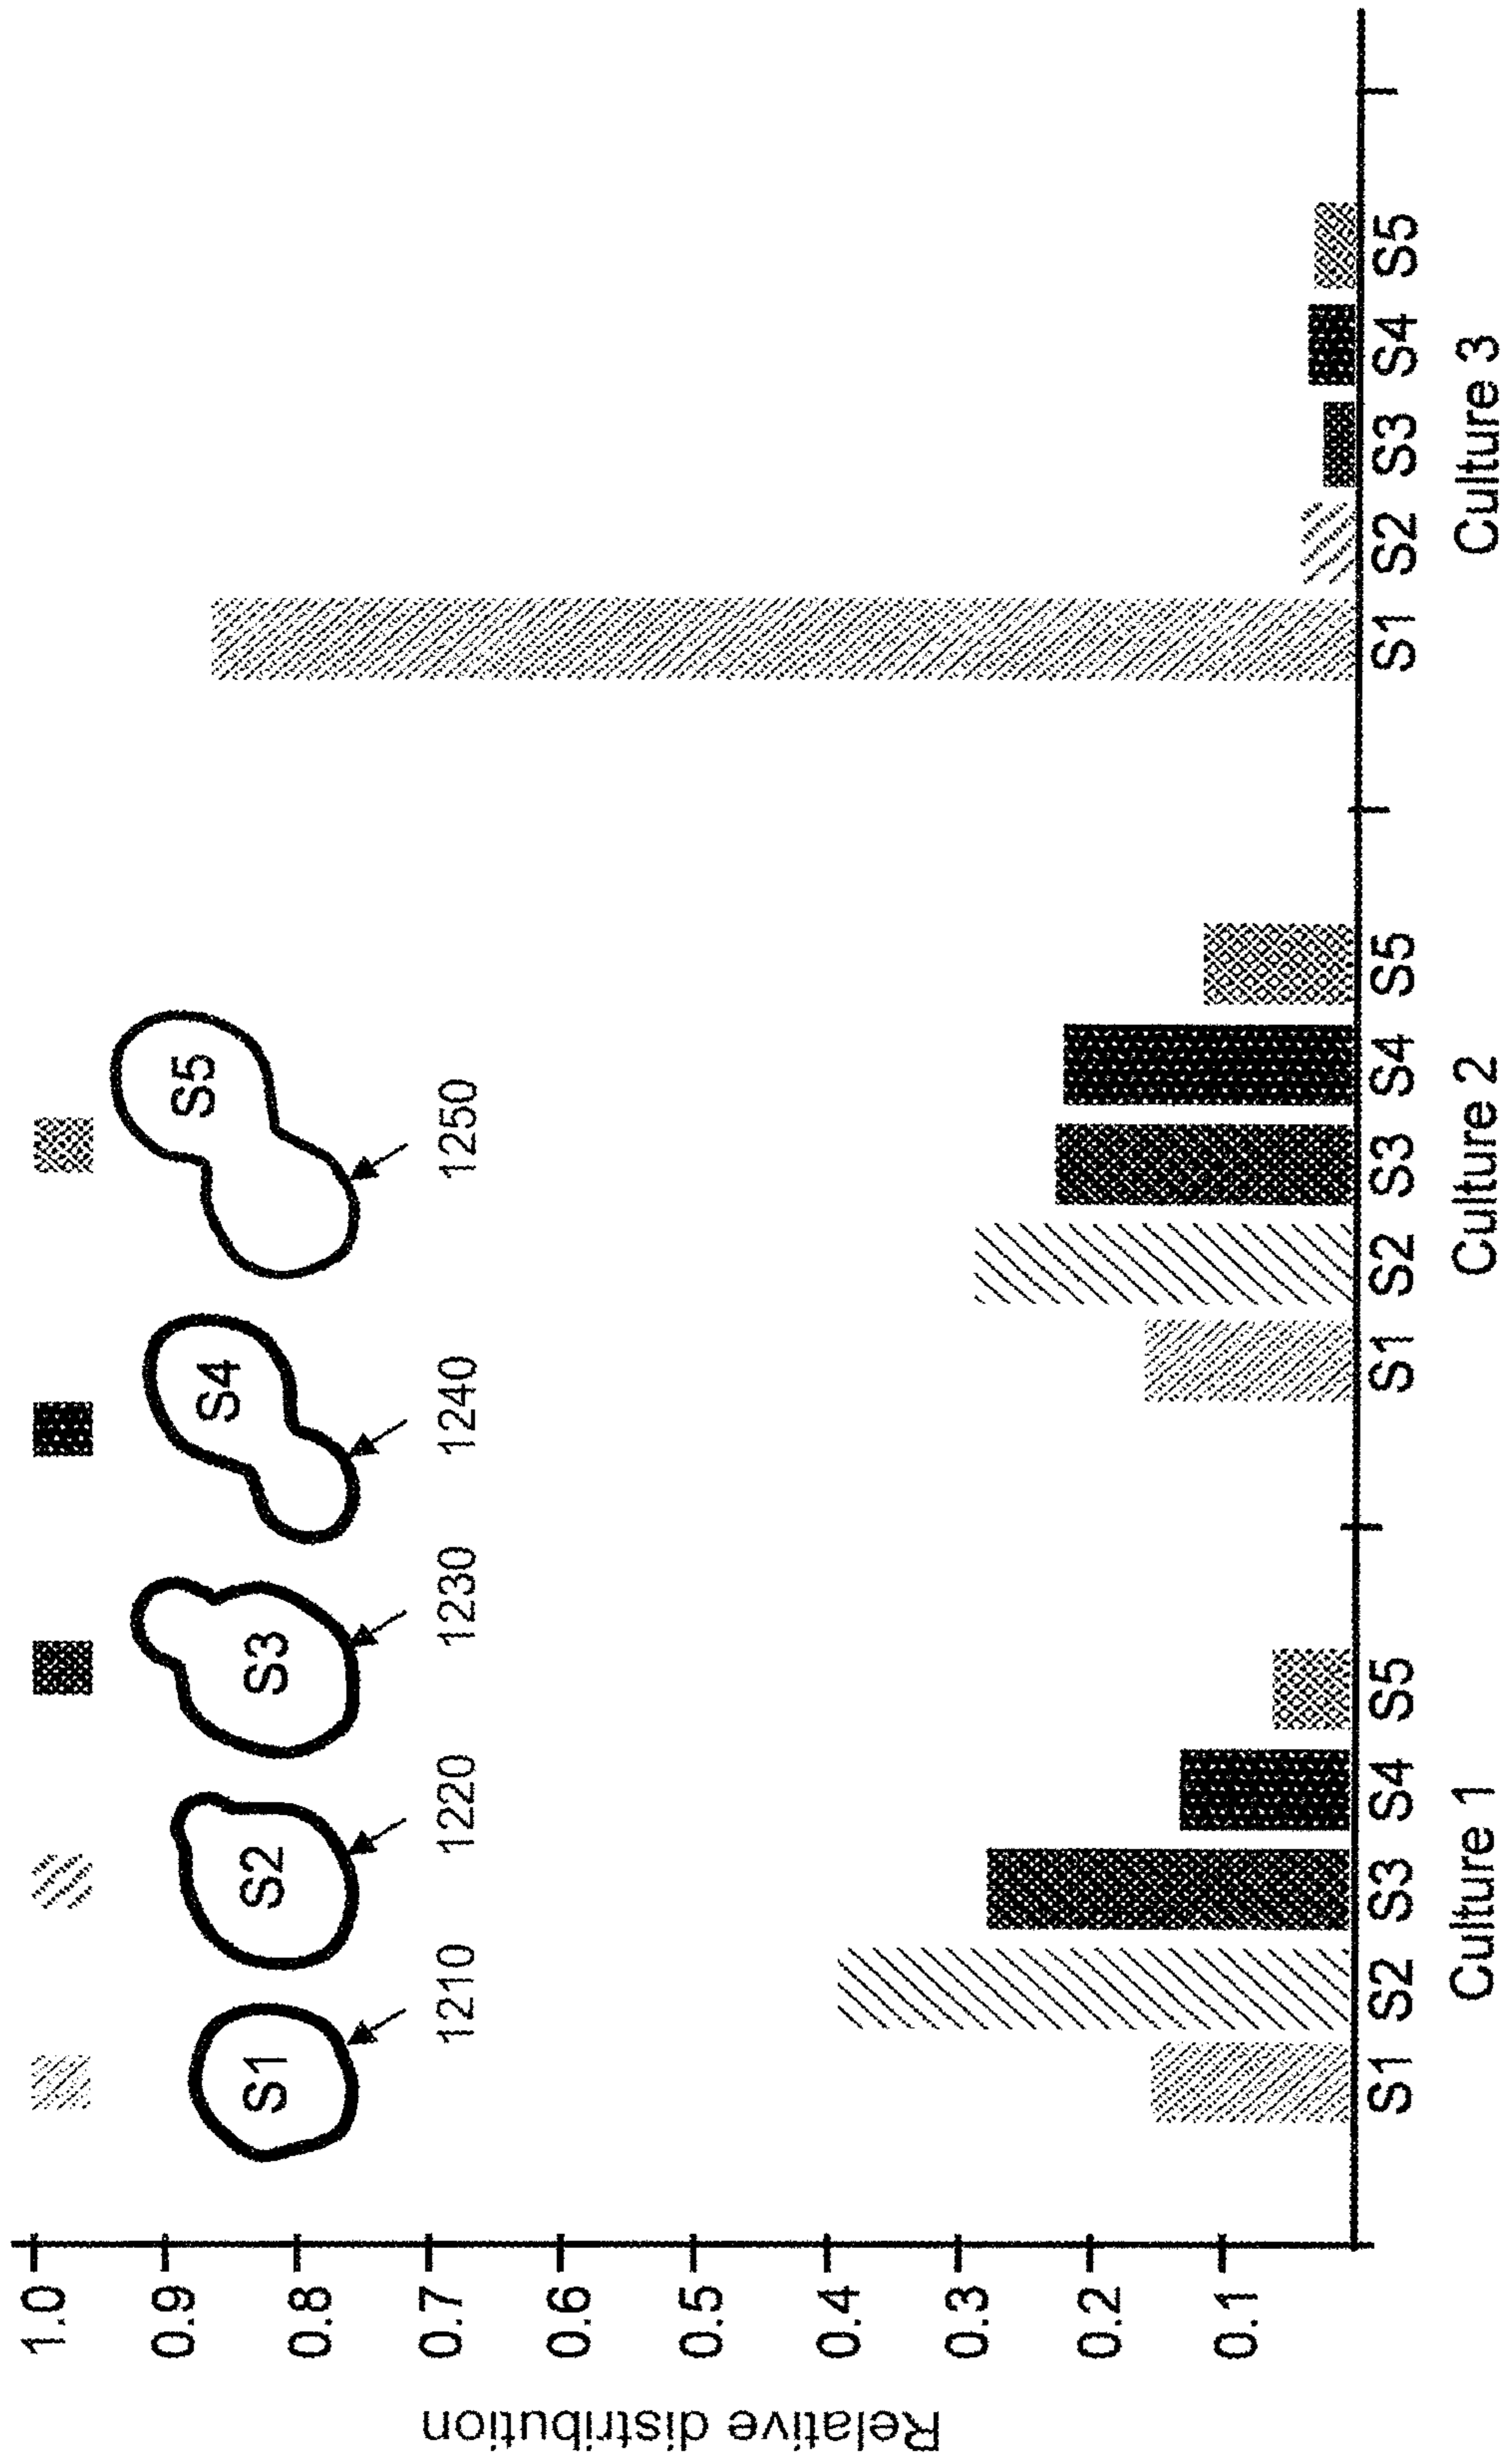 Relative distribution
1.0
0.9
0.8
0.7
0.6
0.5
0.4
0.3
0.2
0.1
S1
S2
S3
S4
S5
1210
1220
1230
1240
1250
S1 S2 S3 S4 S5
S1 S2 S3 S4 S5
S1 S2 S3 S4 S5
Culture 1
Culture 2
Culture 3